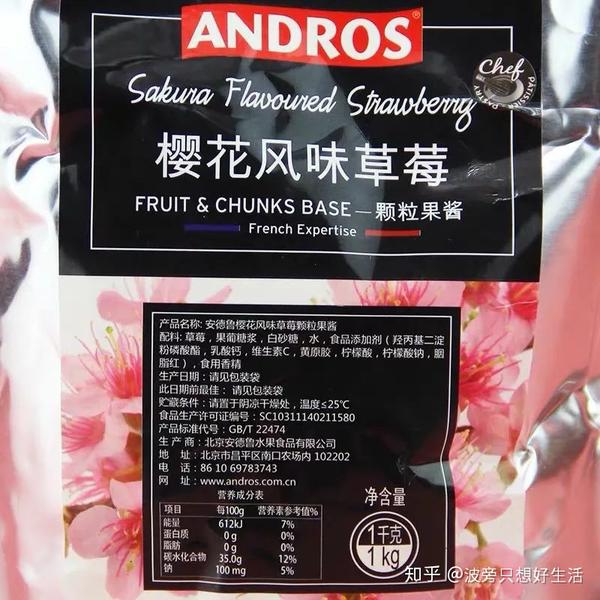 ANDROS®
Chef
PASTRY PATISSIER
Sakura Flavoured Strawberry
樱花风味草莓
FRUIT & CHUNKS BASE—颗粒果酱
French Expertise
产品名称: 安德鲁樱花风味草莓颗粒果酱
配料: 草莓，果葡糖浆，白砂糖，水，食品添加剂（羟丙基二淀
粉磷酸酯，乳酸钙，维生素C，黄原胶，柠檬酸，柠檬酸钠，胭
脂红），食用香精
生产日期: 请见包装袋
此日期前最佳: 请见包装袋
贮藏条件: 请置于阴凉干燥处，温度≤25℃
食品生产许可证编号: SC10311140211580
产品标准代号: GB/T 22474
生产商: 北京安德鲁水果食品有限公司
地 址: 北京市昌平区南口农场内 102202
电 话: 86 10 69783743
网 址: www.andros.com.cn
营养成分表
项目 每100g 营养素参考值%
能量 612kJ 7%
蛋白质 0 g 0%
脂肪 0 g 0%
碳水化合物 35.0g 12%
钠 100 mg 5%
净含量
1千克
1 kg
知乎 @波旁只想好生活